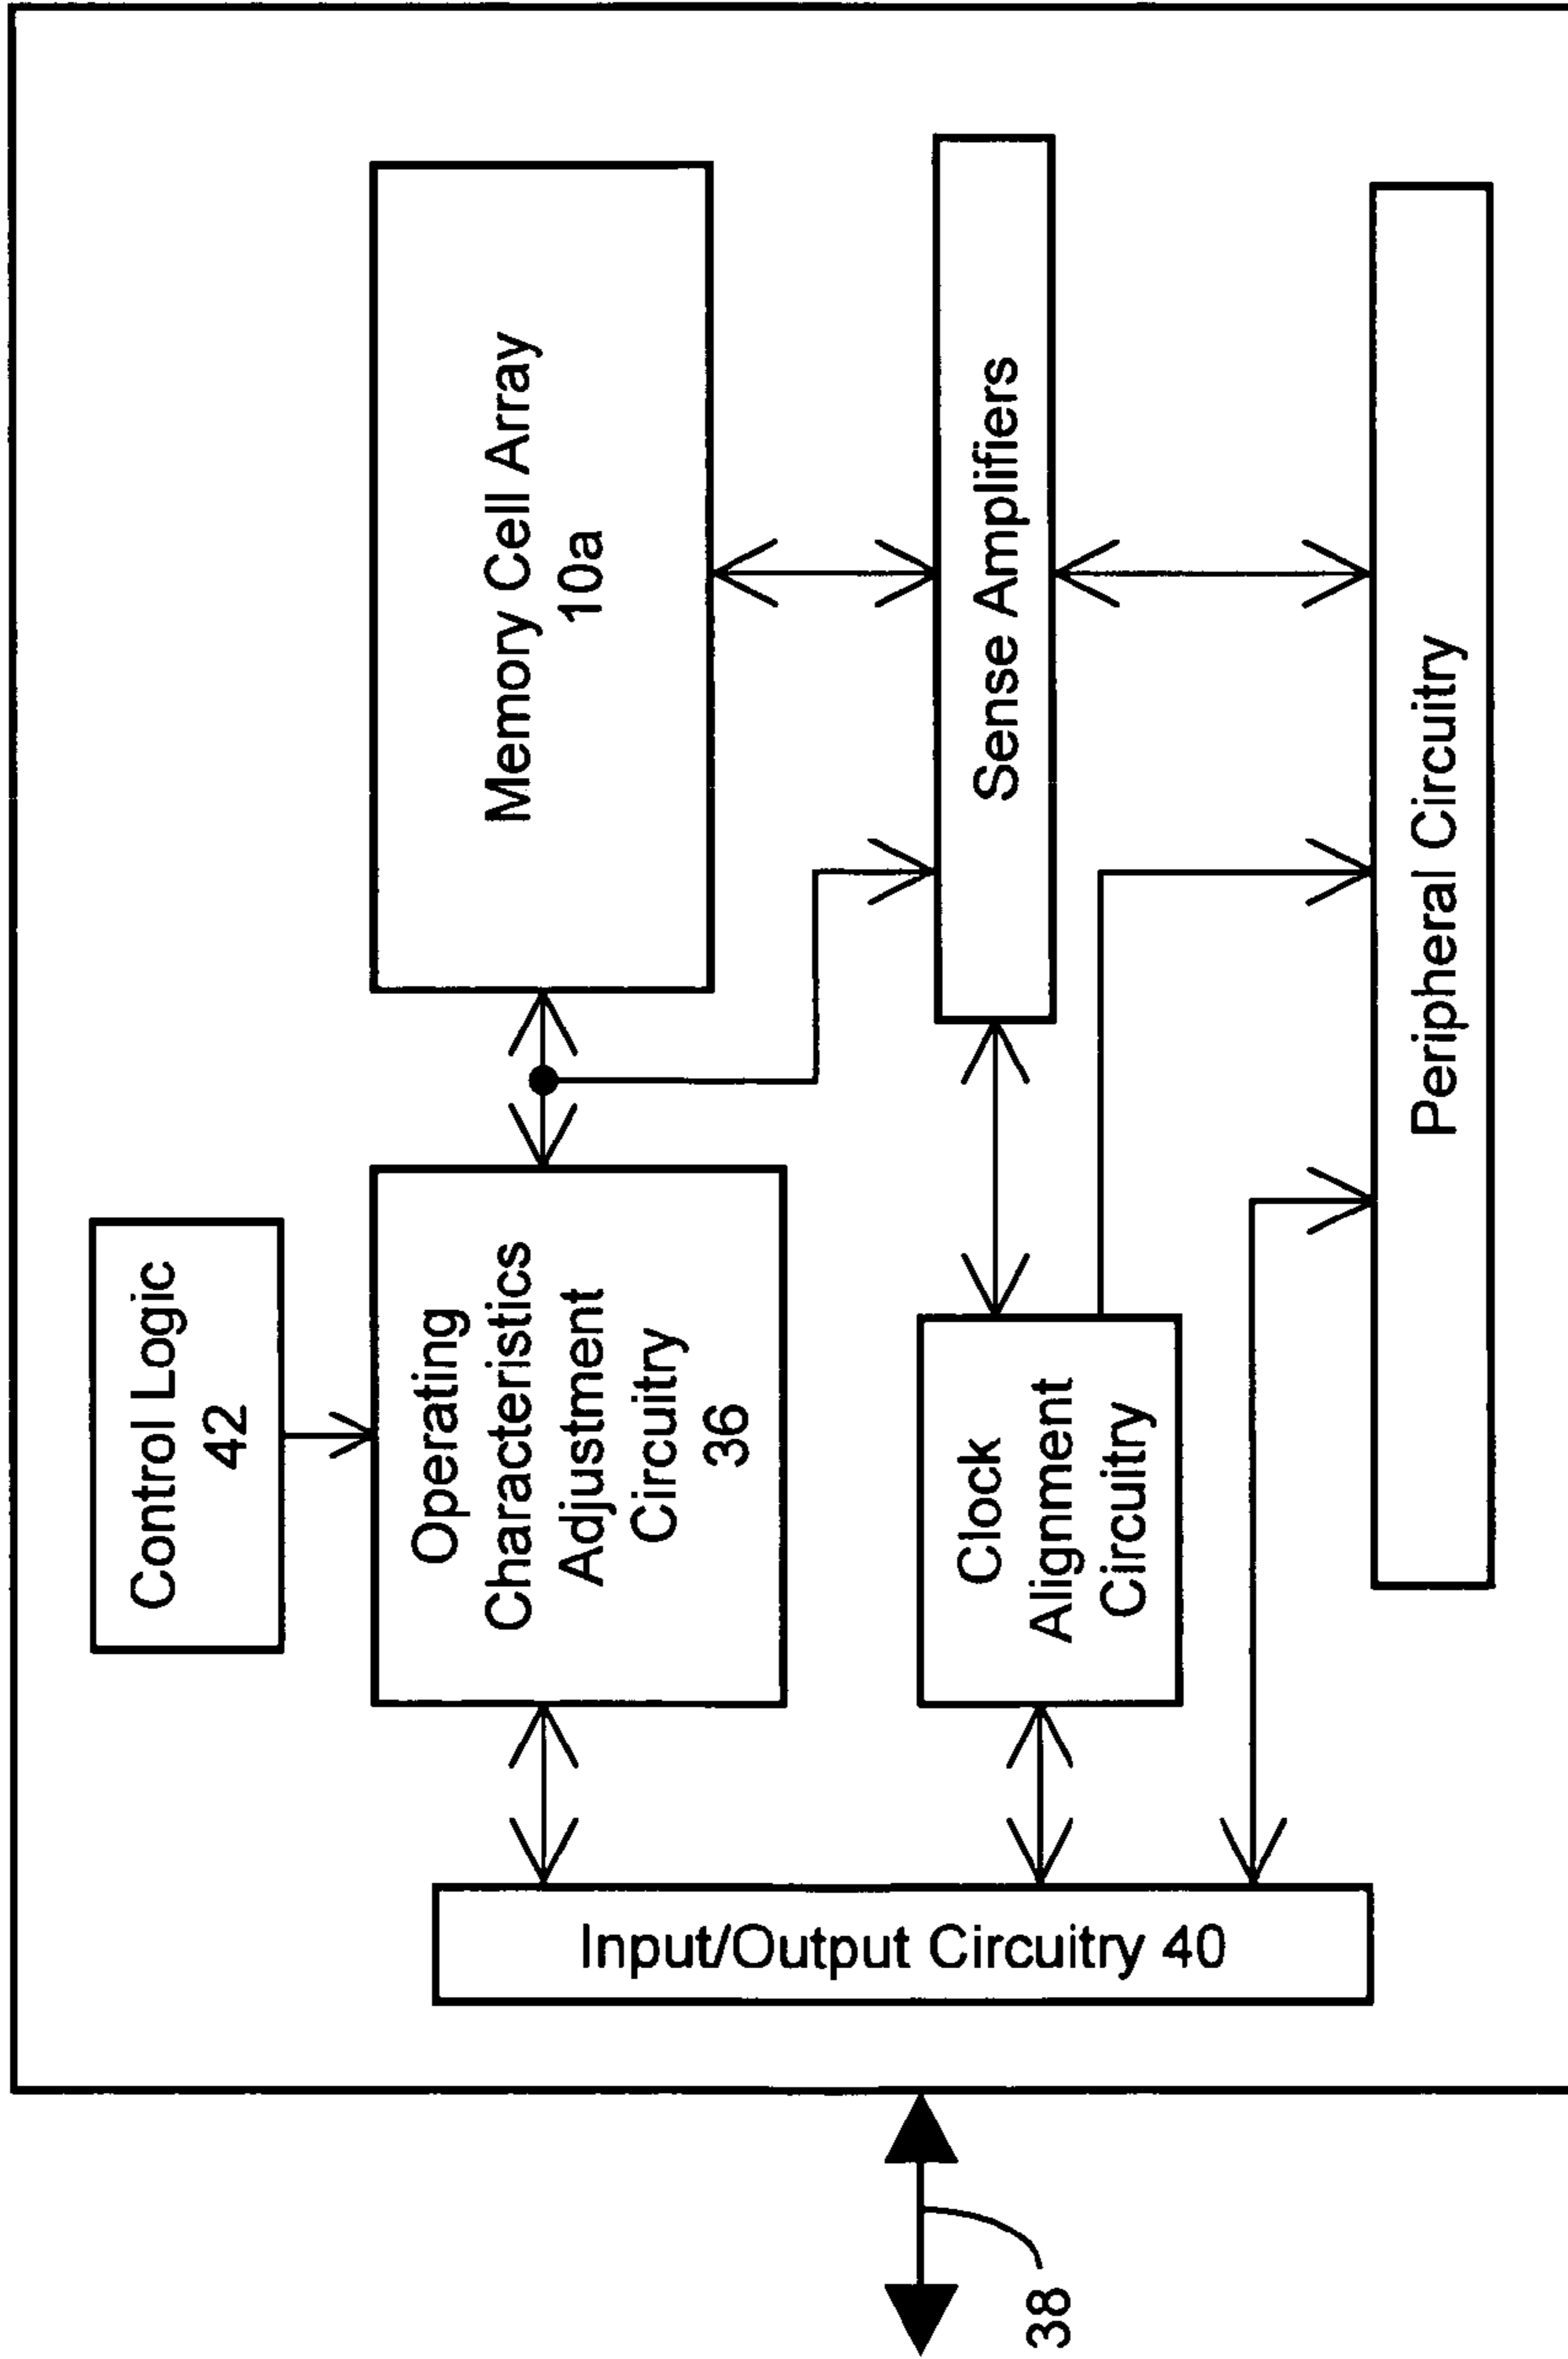 Control Logic
42
Operating
Characteristics
Adjustment
Circuitry
36
Memory Cell Array
10a
Input/Output Circuitry 40
Clock
Alignment
Circuitry
Sense Amplifiers
Peripheral Circuitry
38